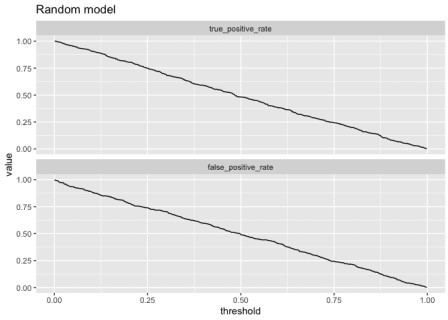 Random model
true_positive_rate
1.00
0.75
0.50
0.25
0.00
value
false_positive_rate
1.00
0.75
0.50
0.25
0.00
0.00 0.25 0.50 0.75 1.00
threshold